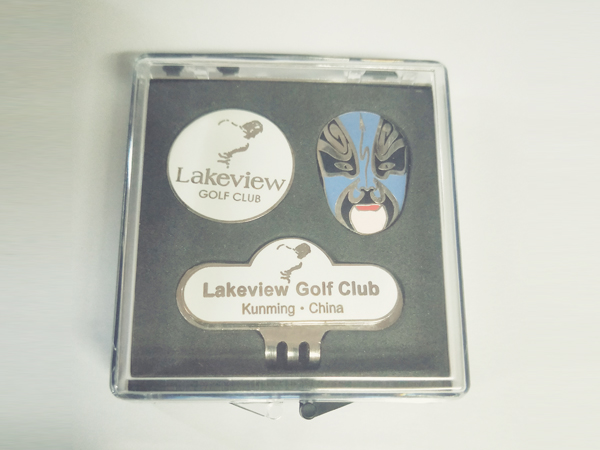 Lakeview
GOLF CLUB
Lakeview Golf Club
Kunming · China